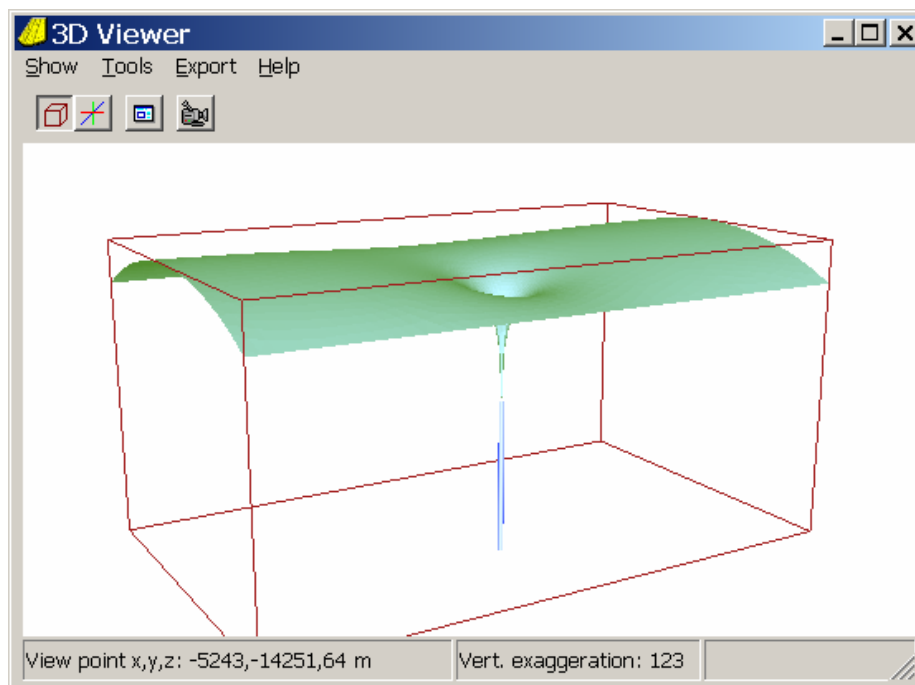 3D Viewer
Show Tools Export Help
View point x,y,z: -5243,-14251,64 m Vert. exaggeration: 123